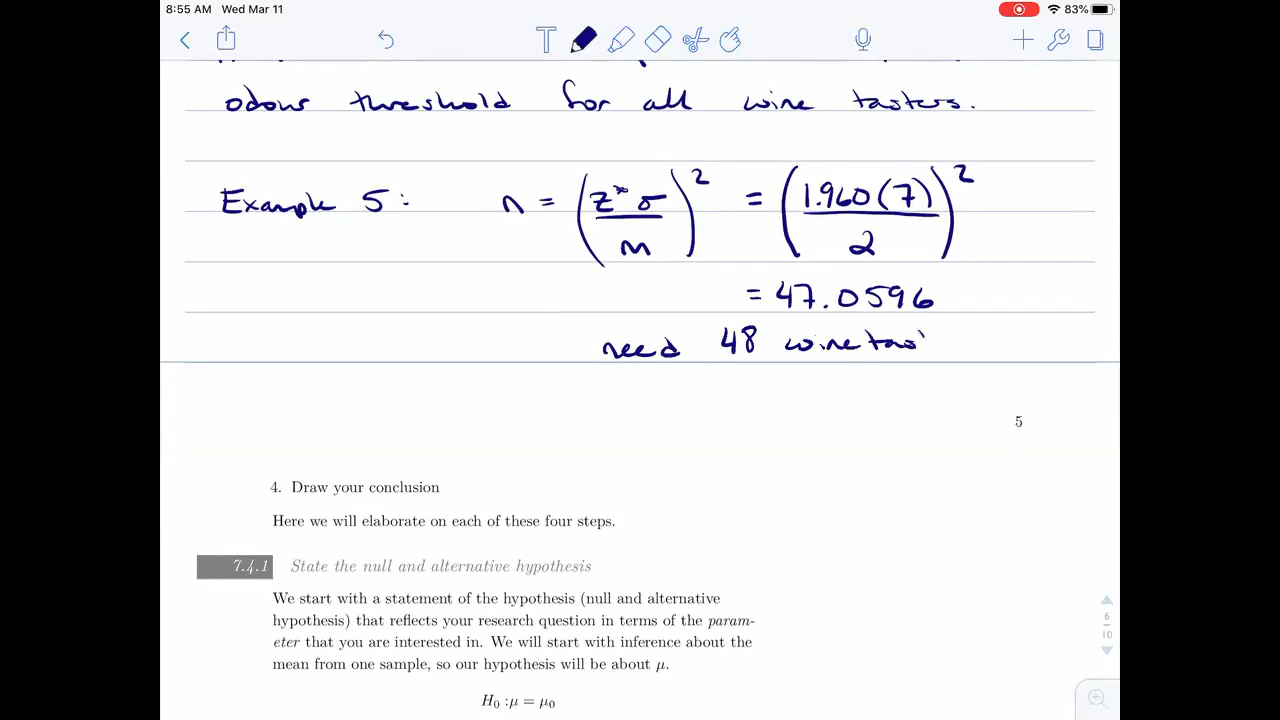 8:55 AM Wed Mar 11
83%
T
odour threshold for all wine tasters.
Example 5: n = (z* σ / m)² = (1.960(7) / 2)²
= 47.0596
need 48 wine tas
5
4. Draw your conclusion
Here we will elaborate on each of these four steps.
7.4.1 State the null and alternative hypothesis
We start with a statement of the hypothesis (null and alternative
hypothesis) that reflects your research question in terms of the param-
eter that you are interested in. We will start with inference about the
mean from one sample, so our hypothesis will be about μ.
H₀ :μ = μ₀
6
10